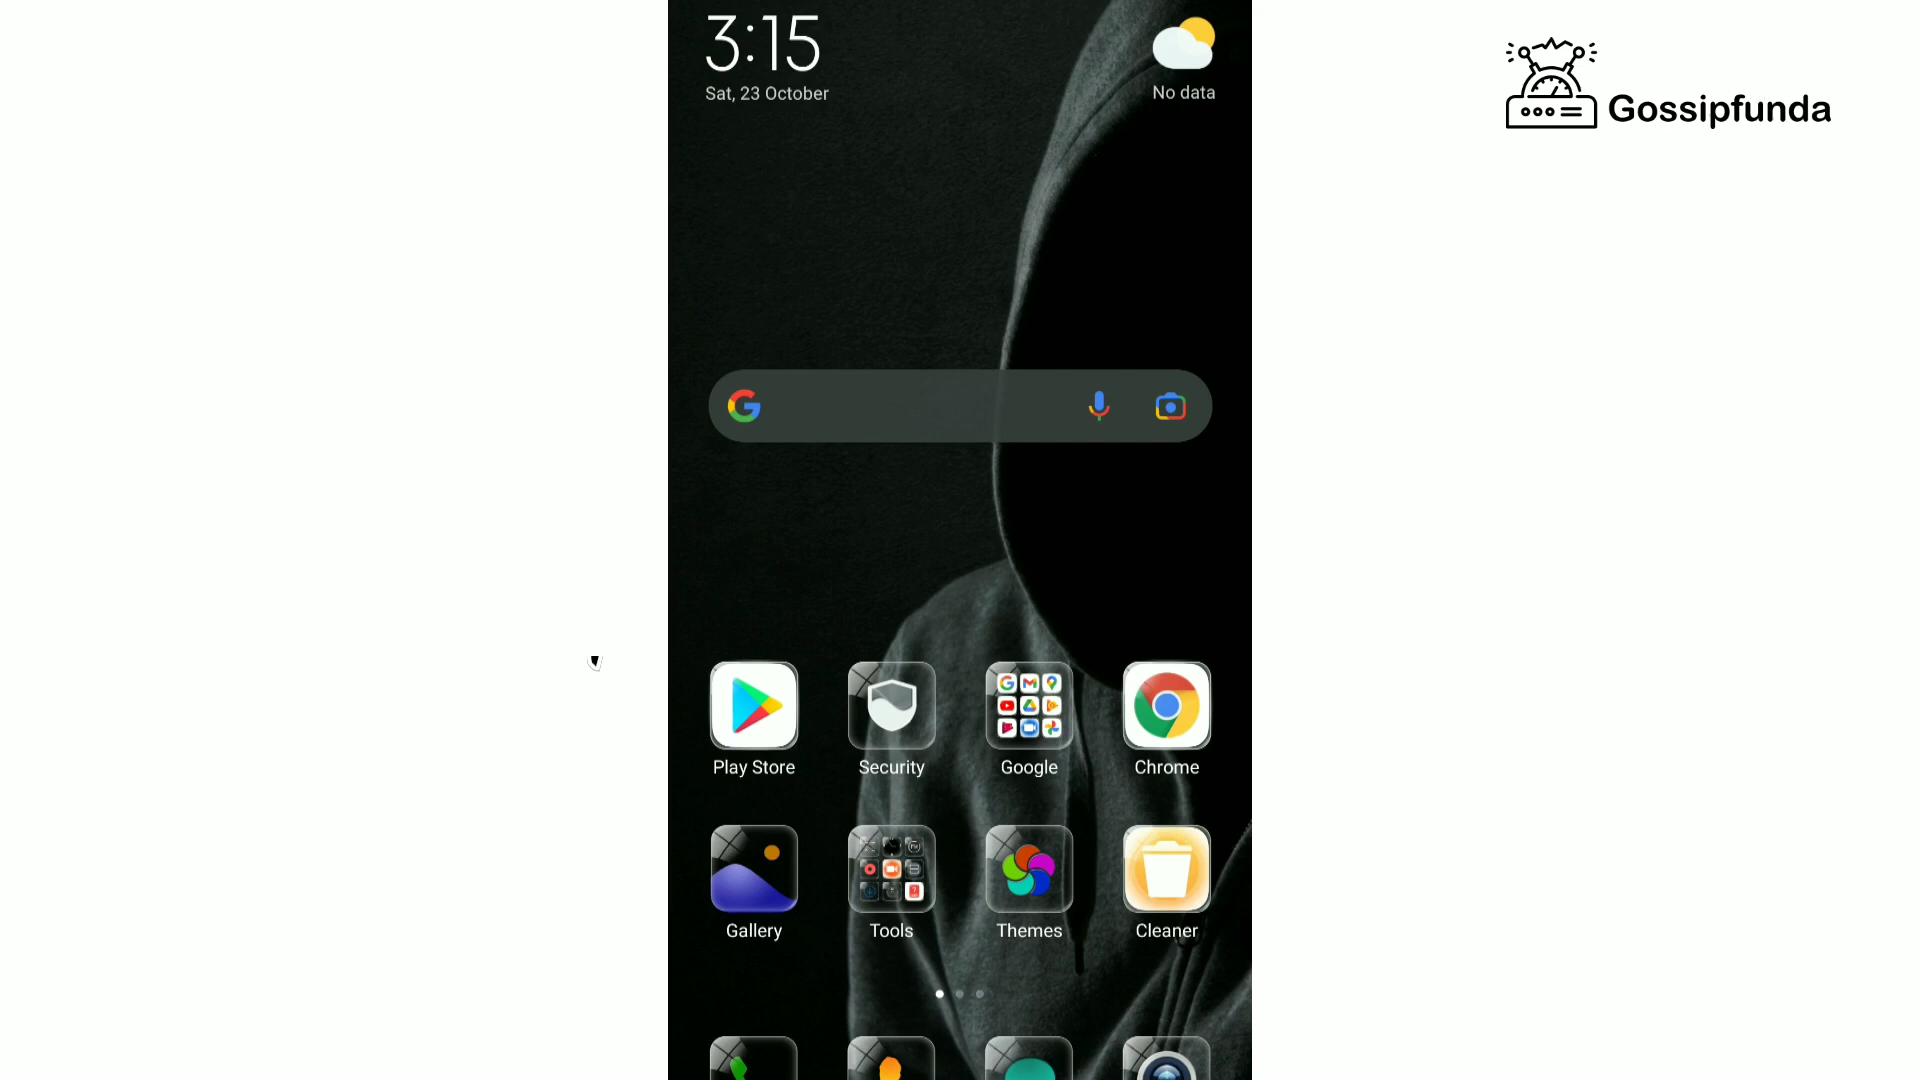 3:15
Sat, 23 October
No data
Gossipfunda
Play Store
Security
Google
Chrome
Gallery
Tools
Themes
Cleaner